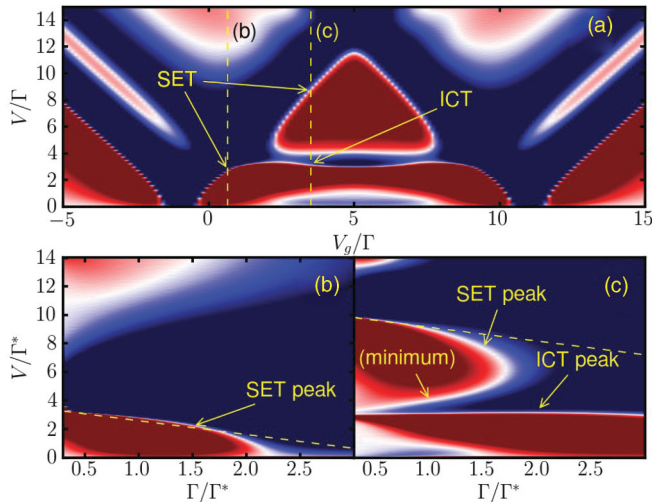 14
12
10
8
6
4
2
0
V/Γ
(b)
(c)
(a)
SET
ICT
−5
0
5
10
15
V_g/Γ
14
12
10
8
6
4
2
0
V/Γ*
(b)
SET peak
0.5
1.0
1.5
2.0
2.5
Γ/Γ*
(c)
SET peak
(minimum)
ICT peak
0.5
1.0
1.5
2.0
2.5
Γ/Γ*